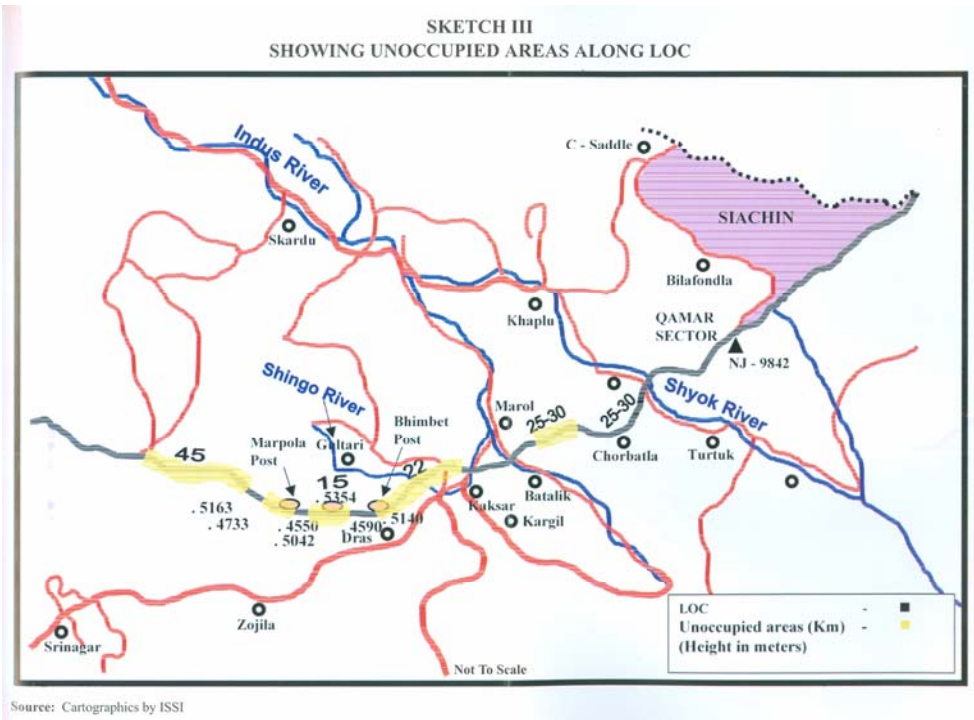 SKETCH III
SHOWING UNOCCUPIED AREAS ALONG LOC
Indus River
C - Saddle
SIACHIN
Skardu
Bilafondla
Khaplu
QAMAR
SECTOR
NJ - 9842
Shingo River
Shyok River
Marol
25-30
25-30
Bhimbet
Post
Marpola
Post
Gultari
45
22
15
Chorbatla
Turtuk
. 5354
. 5163
. 4733
. 4550
. 5042
4590.
. 5140
Dras
Kaksar
Batalik
Kargil
Zojila
Srinagar
Not To Scale
LOC -
Unoccupied areas (Km) -
(Height in meters)
Source: Cartographics by ISSI